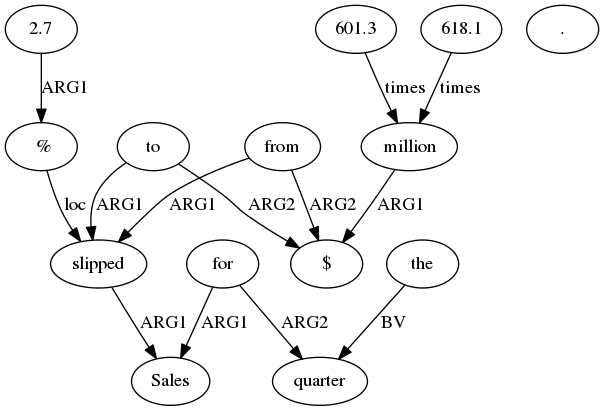 2.7
601.3
618.1
.
ARG1
times
times
%
to
from
million
loc
ARG1
ARG1
ARG2
ARG2
ARG1
slipped
for
$
the
ARG1
ARG1
ARG2
BV
Sales
quarter